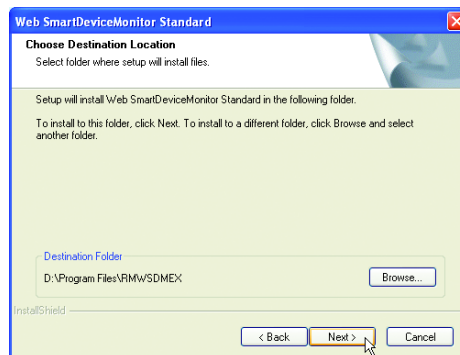 Web SmartDeviceMonitor Standard
Choose Destination Location
Select folder where setup will install files.
Setup will install Web SmartDeviceMonitor Standard in the following folder.
To install to this folder, click Next. To install to a different folder, click Browse and select
another folder.
Destination Folder
D:\Program Files\RMWSDMEX
Browse...
InstallShield
< Back
Next >
Cancel